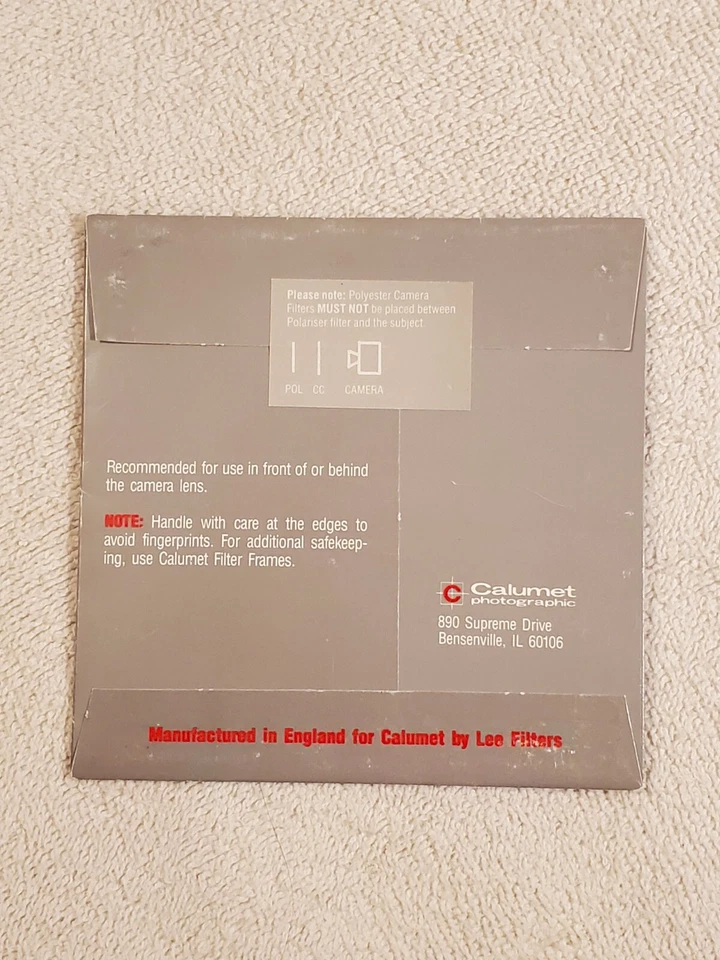 Please note: Polyester Camera
Filters MUST NOT be placed between
Polariser filter and the subject.
POL CC CAMERA
Recommended for use in front of or behind
the camera lens.
NOTE: Handle with care at the edges to
avoid fingerprints. For additional safekeep-
ing, use Calumet Filter Frames.
C Calumet
photographic
890 Supreme Drive
Bensenville, IL 60106
Manufactured in England for Calumet by Lee Filters